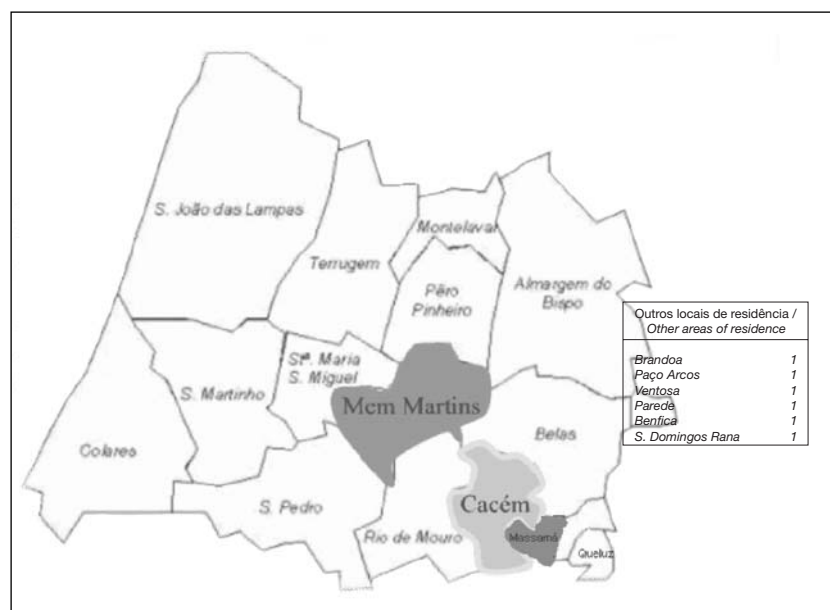 S. João das Lampas
Montelavar
Terrugem
Almargem do
Bispo
Pêro
Pinheiro
Outros locais de residência /
Other areas of residence
Brandoa 1
Paço Arcos 1
Ventosa 1
Parede 1
Benfica 1
S. Domingos Rana 1
Stª. Maria
S. Miguel
S. Martinho
Mem Martins
Colares
Belas
S. Pedro
Cacém
Rio de Mouro
Massamá
Queluz